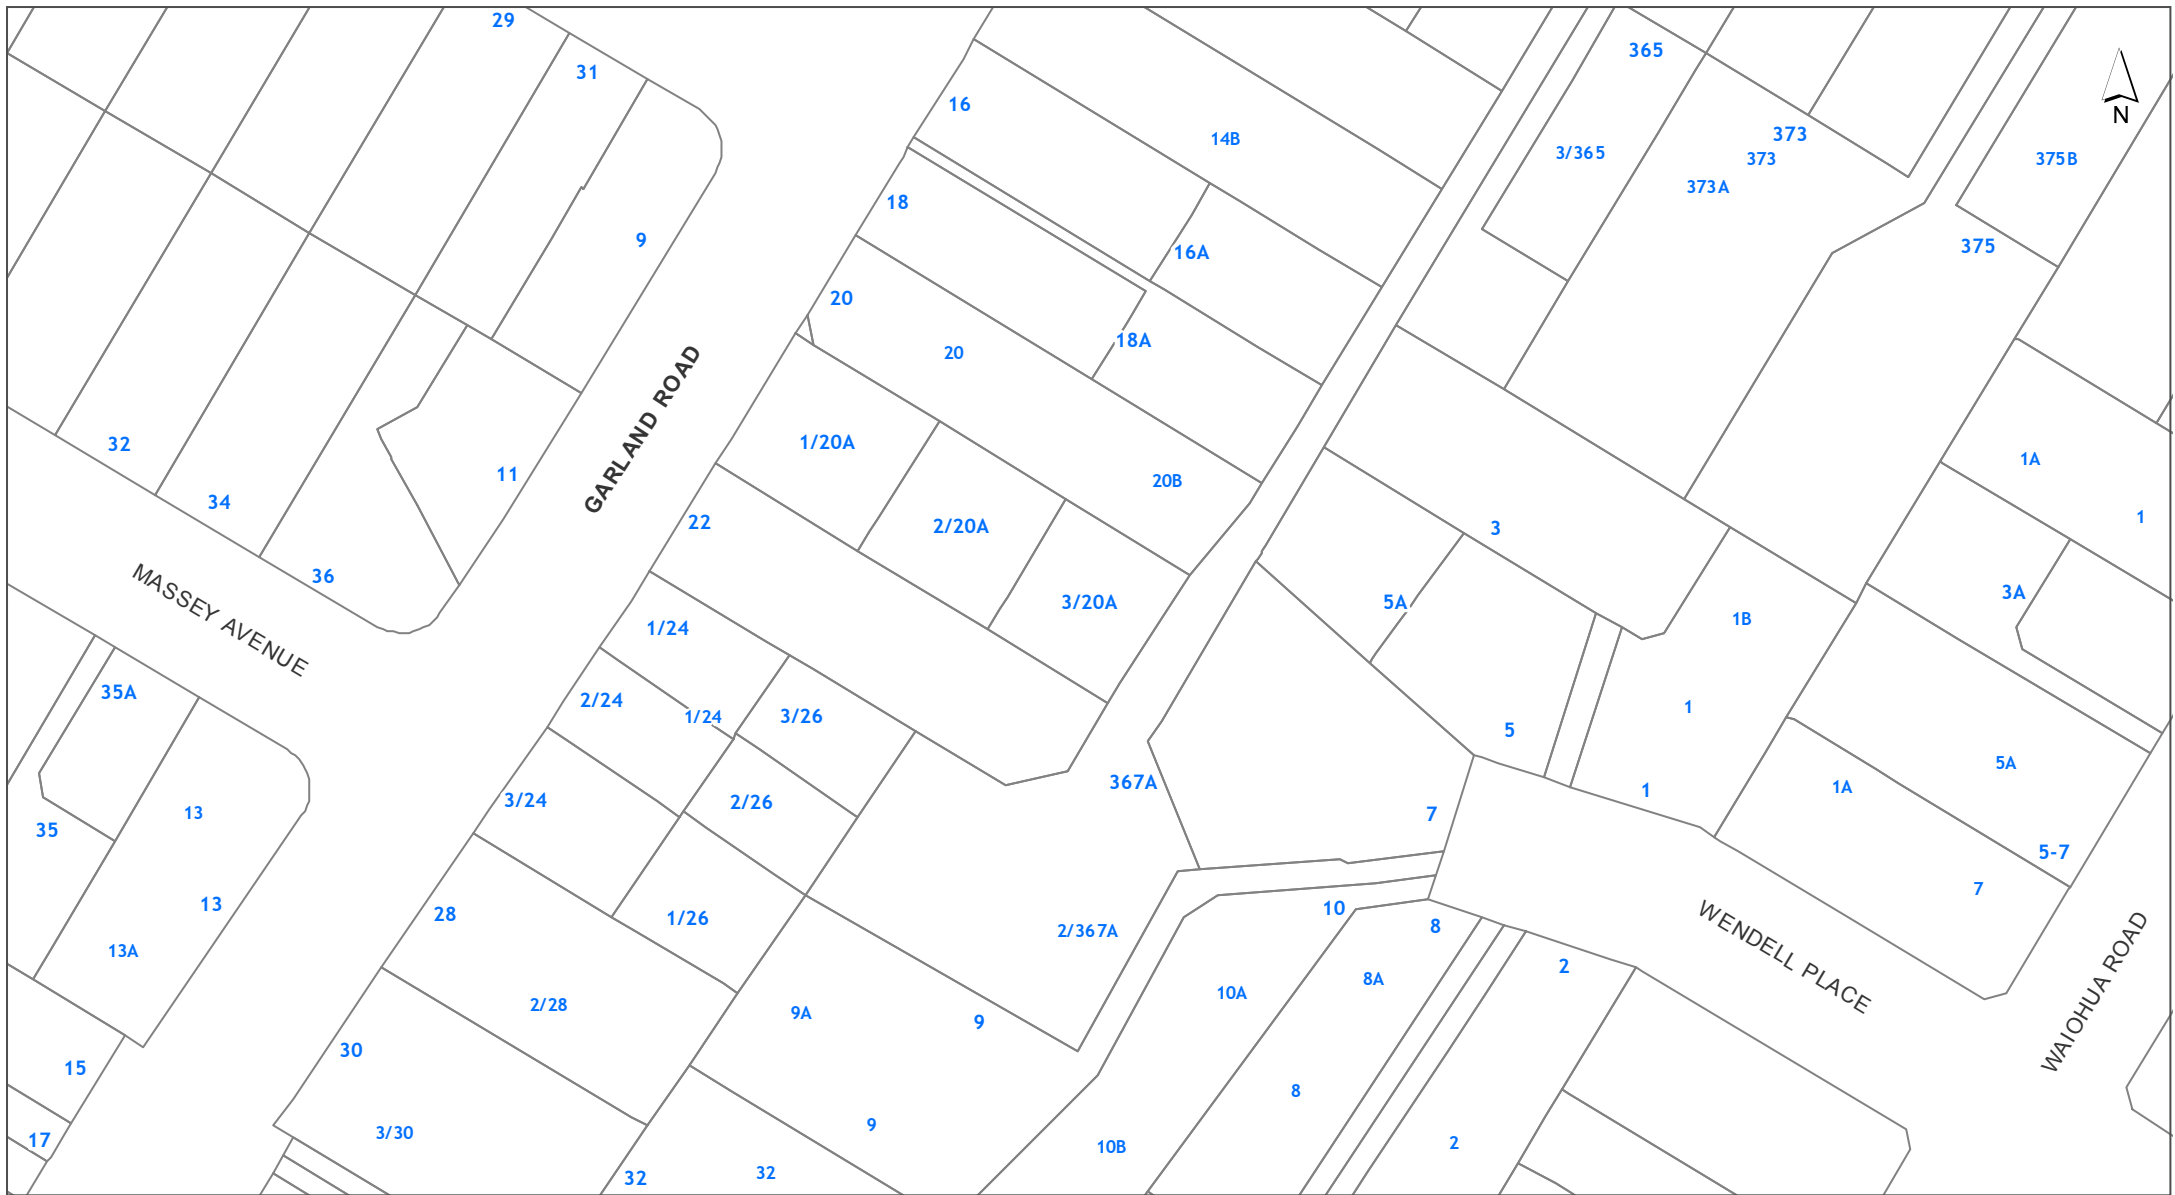 29
31
365
16
373
14B
3/365
373
375B
N
373A
18
9
375
16A
20
18A
20
GARLAND ROAD
32
1/20A
1A
11
20B
34
22
2/20A
3
1
36
MASSEY AVENUE
3/20A
5A
3A
1/24
1B
35A
2/24
1/24
3/26
1
5
5A
367A
3/24
2/26
7
1
1A
13
35
5-7
7
13
28
1/26
2/367A
10
8
WENDELL PLACE
WAIOHUA ROAD
13A
2
8A
10A
2/28
9A
9
30
15
8
3/30
9
17
10B
2
32
32